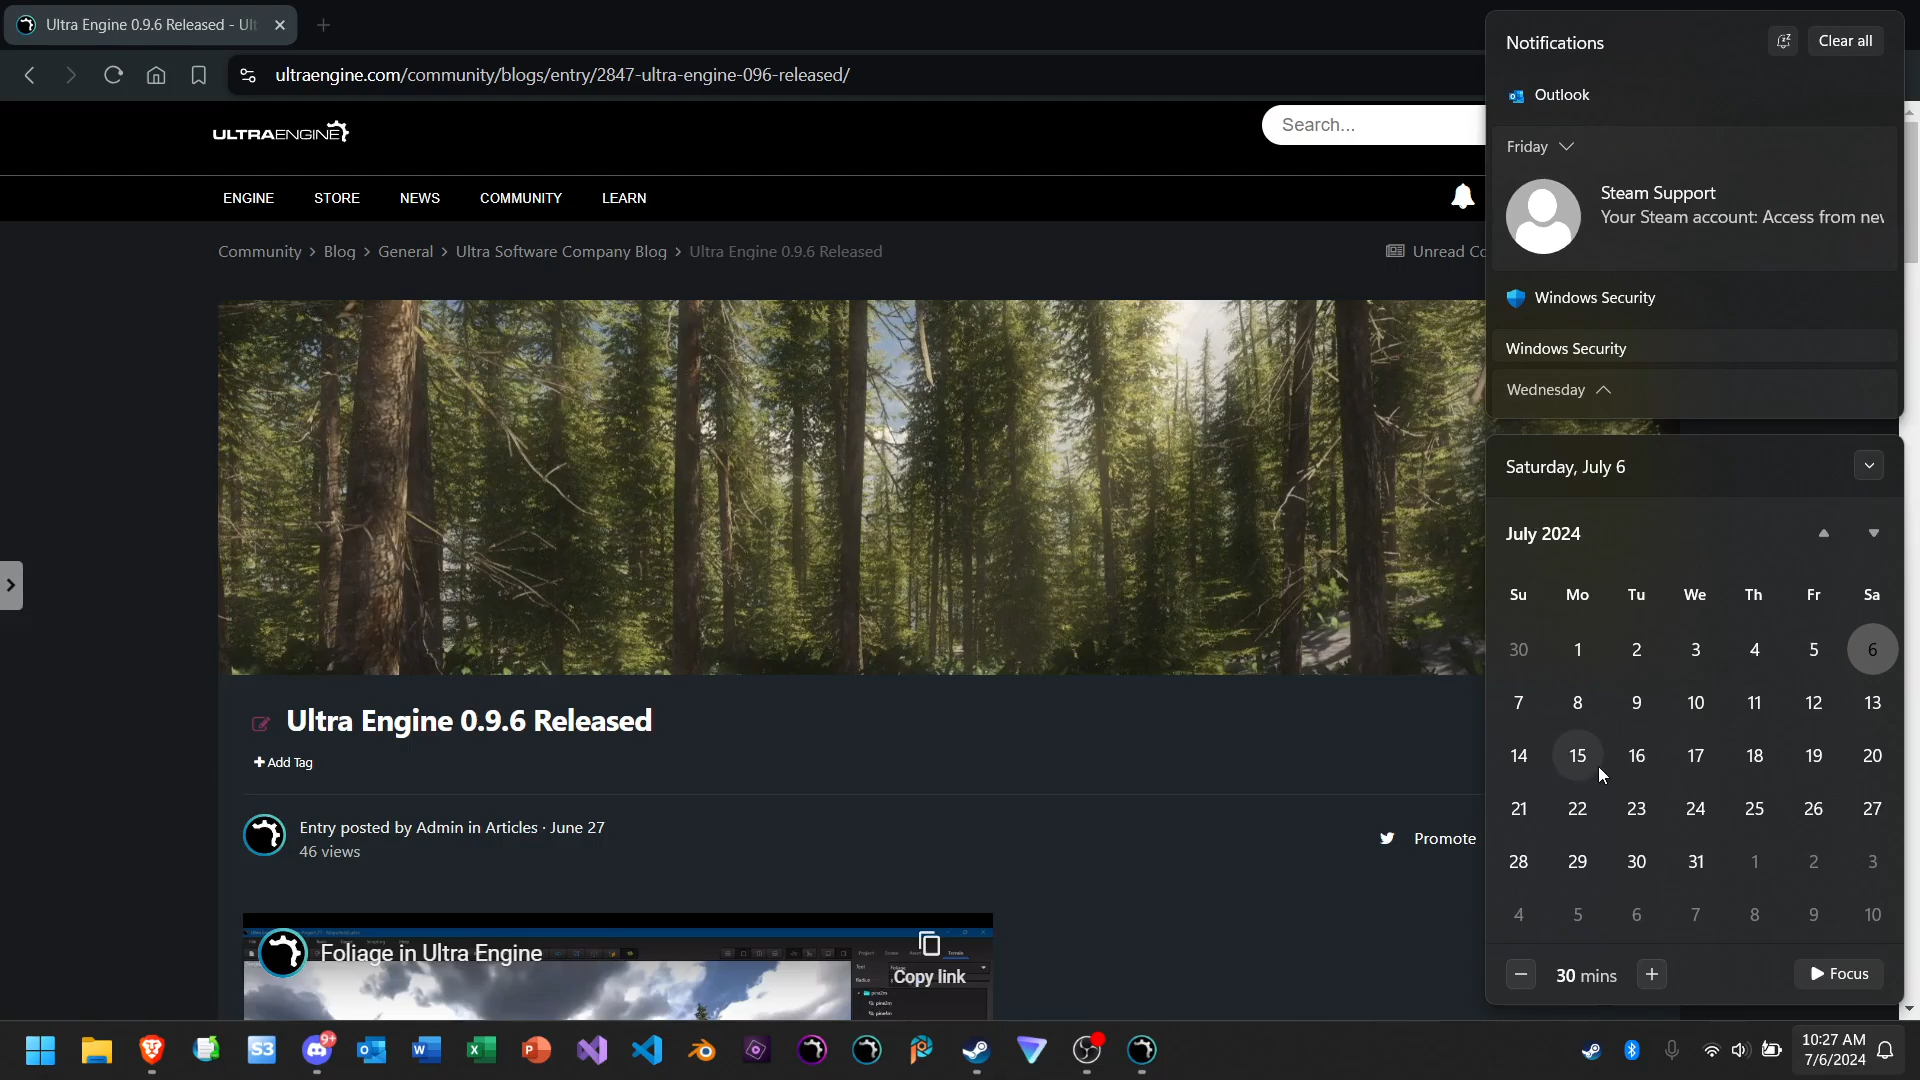 Ultra Engine 0.9.6 Released - Ul
ultraengine.com/community/blogs/entry/2847-ultra-engine-096-released/
ULTRAENGINE
Search...
ENGINE STORE NEWS COMMUNITY LEARN
Community > Blog > General > Ultra Software Company Blog > Ultra Engine 0.9.6 Released
Unread Co
Ultra Engine 0.9.6 Released
+ Add Tag
Entry posted by Admin in Articles · June 27
46 views
Promote
Foliage in Ultra Engine
Copy link
Notifications
Clear all
Outlook
Friday
Steam Support
Your Steam account: Access from nev
Windows Security
Windows Security
Wednesday
Saturday, July 6
July 2024
Su Mo Tu We Th Fr Sa
30 1 2 3 4 5 6
7 8 9 10 11 12 13
14 15 16 17 18 19 20
21 22 23 24 25 26 27
28 29 30 31 1 2 3
4 5 6 7 8 9 10
30 mins
Focus
S3
9+
10:27 AM
7/6/2024